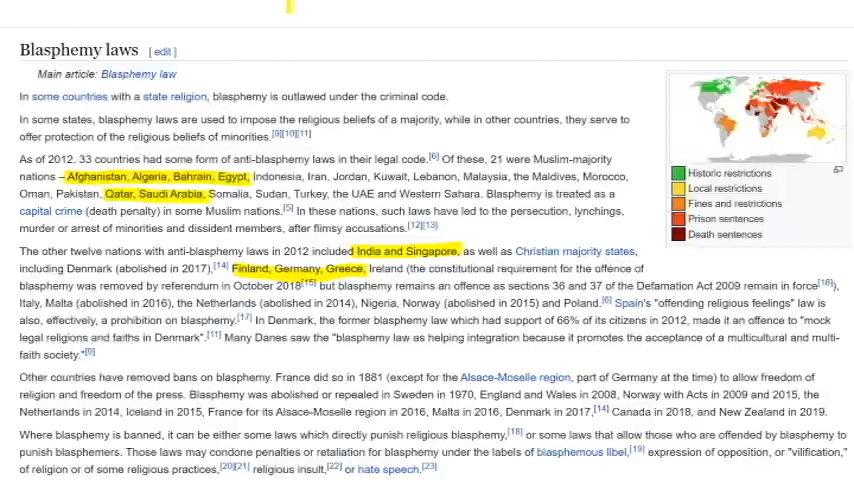 Blasphemy laws [ edit ]
Main article: Blasphemy law
In some countries with a state religion, blasphemy is outlawed under the criminal code.
In some states, blasphemy laws are used to impose the religious beliefs of a majority, while in other countries, they serve to
offer protection of the religious beliefs of minorities.[9][10][11]
As of 2012, 33 countries had some form of anti-blasphemy laws in their legal code.[6] Of these, 21 were Muslim-majority
nations – Afghanistan, Algeria, Bahrain, Egypt, Indonesia, Iran, Jordan, Kuwait, Lebanon, Malaysia, the Maldives, Morocco,
Oman, Pakistan, Qatar, Saudi Arabia, Somalia, Sudan, Turkey, the UAE and Western Sahara. Blasphemy is treated as a
capital crime (death penalty) in some Muslim nations.[5] In these nations, such laws have led to the persecution, lynchings,
murder or arrest of minorities and dissident members, after flimsy accusations.[12][13]
The other twelve nations with anti-blasphemy laws in 2012 included India and Singapore, as well as Christian majority states,
including Denmark (abolished in 2017),[14] Finland, Germany, Greece, Ireland (the constitutional requirement for the offence of
blasphemy was removed by referendum in October 2018[15] but blasphemy remains an offence as sections 36 and 37 of the Defamation Act 2009 remain in force[16]),
Italy, Malta (abolished in 2016), the Netherlands (abolished in 2014), Nigeria, Norway (abolished in 2015) and Poland.[6] Spain's "offending religious feelings" law is
also, effectively, a prohibition on blasphemy.[17] In Denmark, the former blasphemy law which had support of 66% of its citizens in 2012, made it an offence to "mock
legal religions and faiths in Denmark".[11] Many Danes saw the "blasphemy law as helping integration because it promotes the acceptance of a multicultural and multi-
faith society."[9]
Other countries have removed bans on blasphemy. France did so in 1881 (except for the Alsace-Moselle region, part of Germany at the time) to allow freedom of
religion and freedom of the press. Blasphemy was abolished or repealed in Sweden in 1970, England and Wales in 2008, Norway with Acts in 2009 and 2015, the
Netherlands in 2014, Iceland in 2015, France for its Alsace-Moselle region in 2016, Malta in 2016, Denmark in 2017,[14] Canada in 2018, and New Zealand in 2019.
Where blasphemy is banned, it can be either some laws which directly punish religious blasphemy,[18] or some laws that allow those who are offended by blasphemy to
punish blasphemers. Those laws may condone penalties or retaliation for blasphemy under the labels of blasphemous libel,[19] expression of opposition, or "vilification,"
of religion or of some religious practices,[20][21] religious insult,[22] or hate speech.[23]
Historic restrictions
Local restrictions
Fines and restrictions
Prison sentences
Death sentences